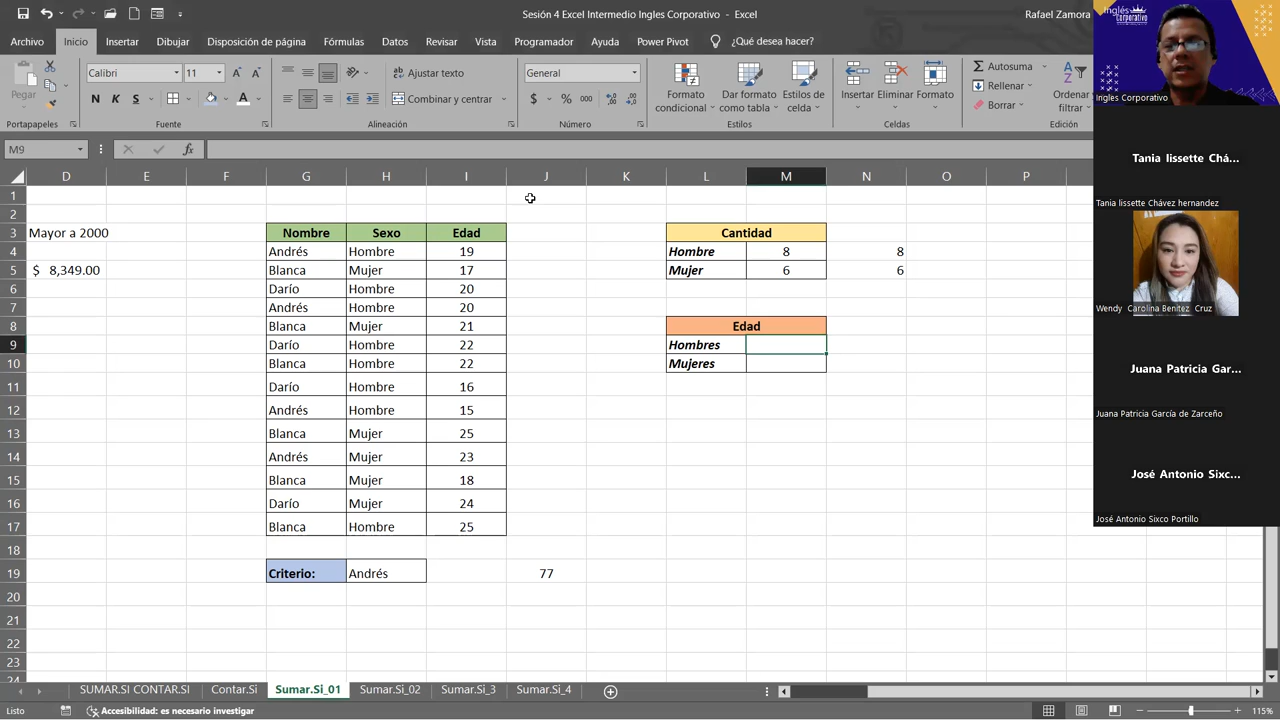 Sesión 4 Excel Intermedio Ingles Corporativo - Excel
Rafael Zamora
Archivo Inicio Insertar Dibujar Disposición de página Fórmulas Datos Revisar Vista Programador Ayuda Power Pivot ¿Qué desea hacer?
Pegar
Calibri 11
N K S
Ajustar texto
Combinar y centrar
General
$ % 000
Formato condicional
Dar formato como tabla
Estilos de celda
Insertar Eliminar Formato
Autosuma
Rellenar
Borrar
Ordenar
filtrar
Portapapeles Fuente Alineación Número Estilos Celdas Edición
M9 fx
D E F G H I J K L M N O P
1
2
3 Mayor a 2000 Nombre Sexo Edad Cantidad
4 Andrés Hombre 19 Hombre 8 8
5 $ 8,349.00 Blanca Mujer 17 Mujer 6 6
6 Darío Hombre 20
7 Andrés Hombre 20
8 Blanca Mujer 21 Edad
9 Darío Hombre 22 Hombres
10 Blanca Hombre 22 Mujeres
11 Darío Hombre 16
12 Andrés Hombre 15
13 Blanca Mujer 25
14 Andrés Mujer 23
15 Blanca Mujer 18
16 Darío Mujer 24
17 Blanca Hombre 25
18
19 Criterio: Andrés 77
20
21
22
23
24
SUMAR.SI CONTAR.SI Contar.Si Sumar.Si_01 Sumar.Si_02 Sumar.Si_3 Sumar.Si_4
Listo Accesibilidad: es necesario investigar 115%
Inglés
Corporativo
Ingles Corporativo
Tania lissette Chá...
Tania lissette Chávez hernandez
Wendy Carolina Benitez Cruz
Juana Patricia Gar...
Juana Patricia García de Zarceño
José Antonio Sixc...
José Antonio Sixco Portillo